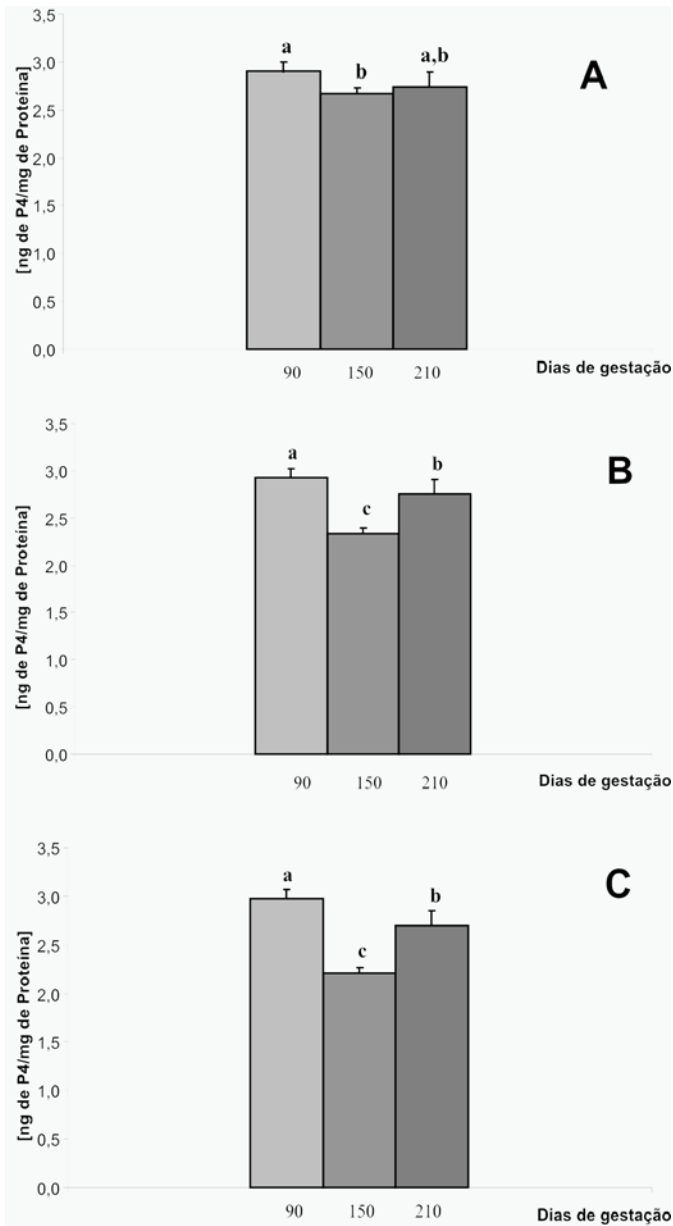 [ng de P4/mg de Proteína]
3,5
3,0
2,5
2,0
1,5
1,0
0,5
0,0
a
b
a,b
A
90 150 210
Dias de gestação
[ng de P4/mg de Proteína]
3,5
3,0
2,5
2,0
1,5
1,0
0,5
0,0
a
c
b
B
90 150 210
Dias de gestação
[ng de P4/mg de Proteína]
3,5
3,0
2,5
2,0
1,5
1,0
0,5
0,0
a
c
b
C
90 150 210
Dias de gestação